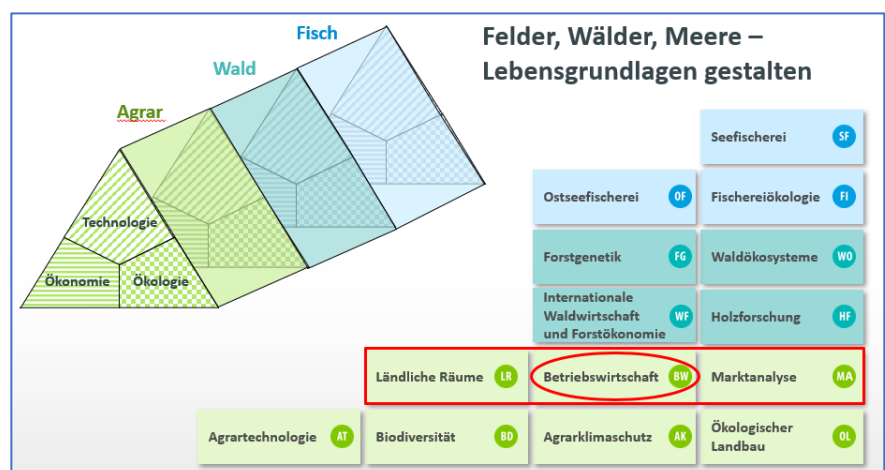 Fisch
Wald
Agrar
Technologie
Ökonomie
Ökologie
Felder, Wälder, Meere –
Lebensgrundlagen gestalten
Seefischerei SF
Ostseefischerei OF
Fischereiökologie FI
Forstgenetik FG
Waldökosysteme WO
Internationale
Waldwirtschaft
und Forstökonomie WF
Holzforschung HF
Ländliche Räume LR
Betriebswirtschaft BW
Marktanalyse MA
Agrartechnologie AT
Biodiversität BD
Agrarklimaschutz AK
Ökologischer
Landbau OL